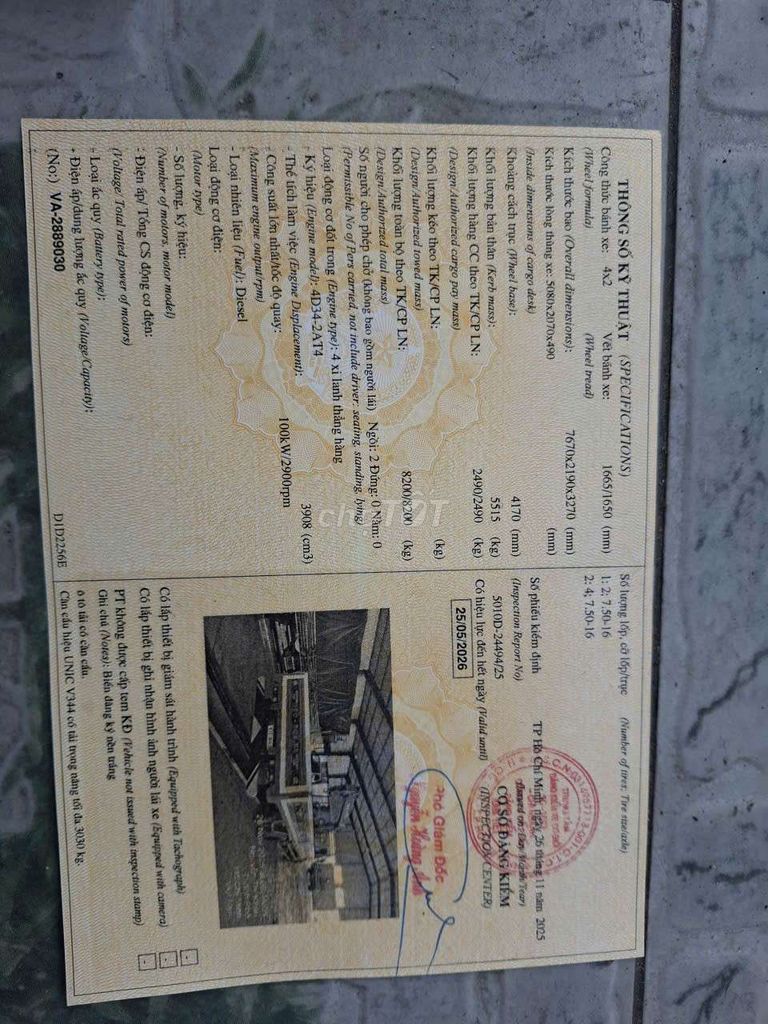 THÔNG SỐ KỸ THUẬT (SPECIFICATIONS)
Công thức bánh xe: 4x2 Vết bánh xe: 1665/1650 (mm)
(Wheel formula) (Wheel tread)
Kích thước bao (Overall dimensions): 7670x2190x3270 (mm)
Kích thước lòng thùng xe: 5080x2070x490 (mm)
(Inside dimensions of cargo desk)
Khoảng cách trục (Wheel base): 4170 (mm)
Khối lượng bản thân (Kerb mass): 5515 (kg)
Khối lượng hàng CC theo TK/CP LN: 2490/2490 (kg)
(Design/Authorized cargo pay mass)
Khối lượng kéo theo TK/CP LN: (kg)
(Design/Authorized towed mass)
Khối lượng toàn bộ theo TK/CP LN: 8200/8200 (kg)
(Design/Authorized total mass)
Số người cho phép chở (không bao gồm người lái) Ngồi: 2 Đứng: 0 Nằm: 0
(Permissible No of Pers carried, not include driver: seating, standing, lying)
Loại động cơ đốt trong (Engine type): 4 xi lanh thẳng hàng
- Ký hiệu (Engine model): 4D34-2AT4
- Thể tích làm việc (Engine Displacement): 3908 (cm3)
- Công suất lớn nhất/tốc độ quay: 100kW/2900rpm
(Maximum engine output/rpm)
- Loại nhiên liệu (Fuel): Diesel
Loại động cơ điện:
(Motor type)
- Số lượng, ký hiệu:
(Number of motors, motor model)
- Điện áp/ Tổng CS động cơ điện:
(Voltage/ Total rated power of motors)
- Loại ắc quy (Battery type):
- Điện áp/dung lượng ắc quy (Voltage/Capacity):
(No:) VA-2889030 D1D2256E
Số lượng lốp, cỡ lốp/trục (Number of tires; Tire size/axle)
1: 2; 7.50-16
2: 4; 7.50-16
Số phiếu kiểm định
(Inspection Report No)
5010D-24494/25
Có hiệu lực đến hết ngày (Valid until)
25/05/2026
TP Hồ Chí Minh, ngày 26 tháng 11 năm 2025
CƠ SỞ ĐĂNG KIỂM
(INSPECTION CENTER)
Phó Giám Đốc
Có lắp thiết bị giám sát hành trình (Equipped with Tachograph) -
Có lắp thiết bị ghi nhận hình ảnh người lái xe (Equipped with camera) -
PT không được cấp tem KĐ (Vehicle not issued with inspection stamp) -
Ghi chú (Notes): Biển đăng ký nền trắng
ô tô tải có cần cẩu.
Cần cẩu hiệu UNIC V344 có tải trọng nâng tối đa 3030 kg.
chợTỐT